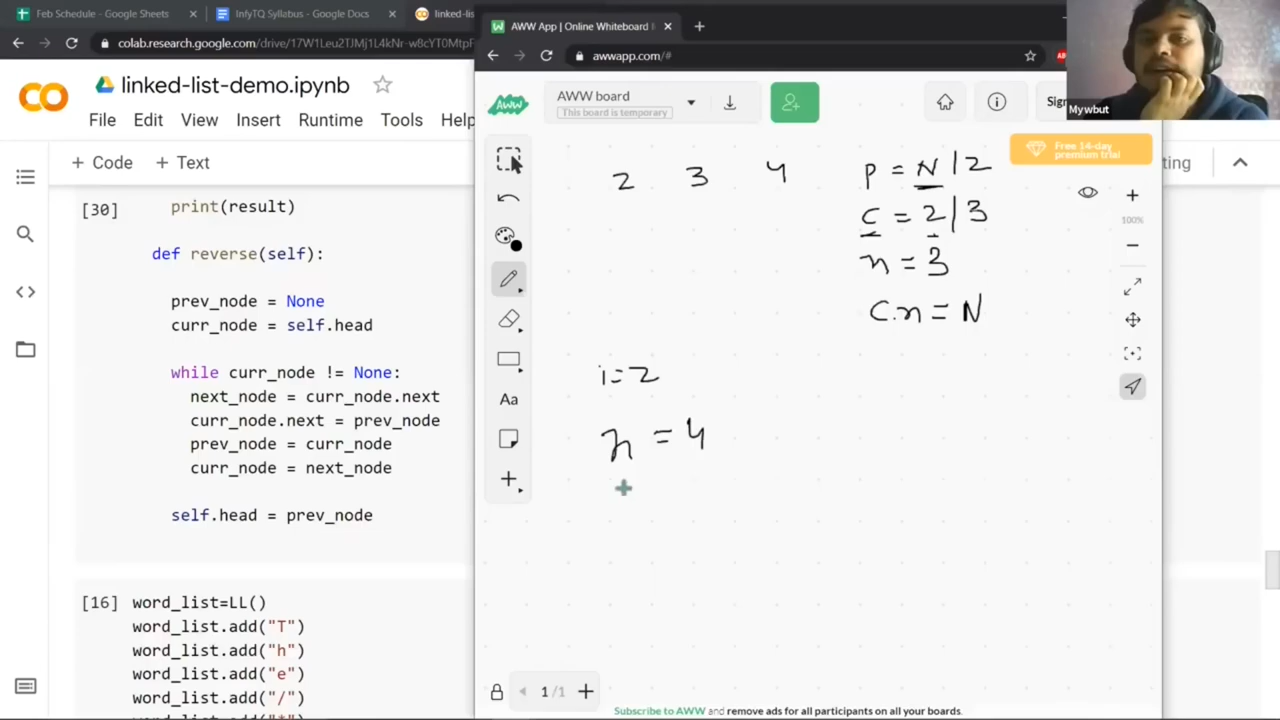 Feb Schedule - Google Sheets
InfyTQ Syllabus - Google Docs
linked-lis
colab.research.google.com/drive/17W1Leu2TJMj1L4kNr-w8cYT0MtpF
linked-list-demo.ipynb
File Edit View Insert Runtime Tools Help
+ Code + Text
[30] print(result)
def reverse(self):
prev_node = None
curr_node = self.head
while curr_node != None:
next_node = curr_node.next
curr_node.next = prev_node
prev_node = curr_node
curr_node = next_node
self.head = prev_node
[16] word_list=LL()
word_list.add("T")
word_list.add("h")
word_list.add("e")
word_list.add("/")
AWW App | Online Whiteboard
awwapp.com/#
AWW
AWW board
This board is temporary
Sign
Mywbut
Free 14-day
premium trial
ting
100%
Aa
2 3 4
p = N | 2
c = 2 | 3
n = 3
c.n = N
i=2
n = 4
1 /1
Subscribe to AWW and remove ads for all participants on all your boards.